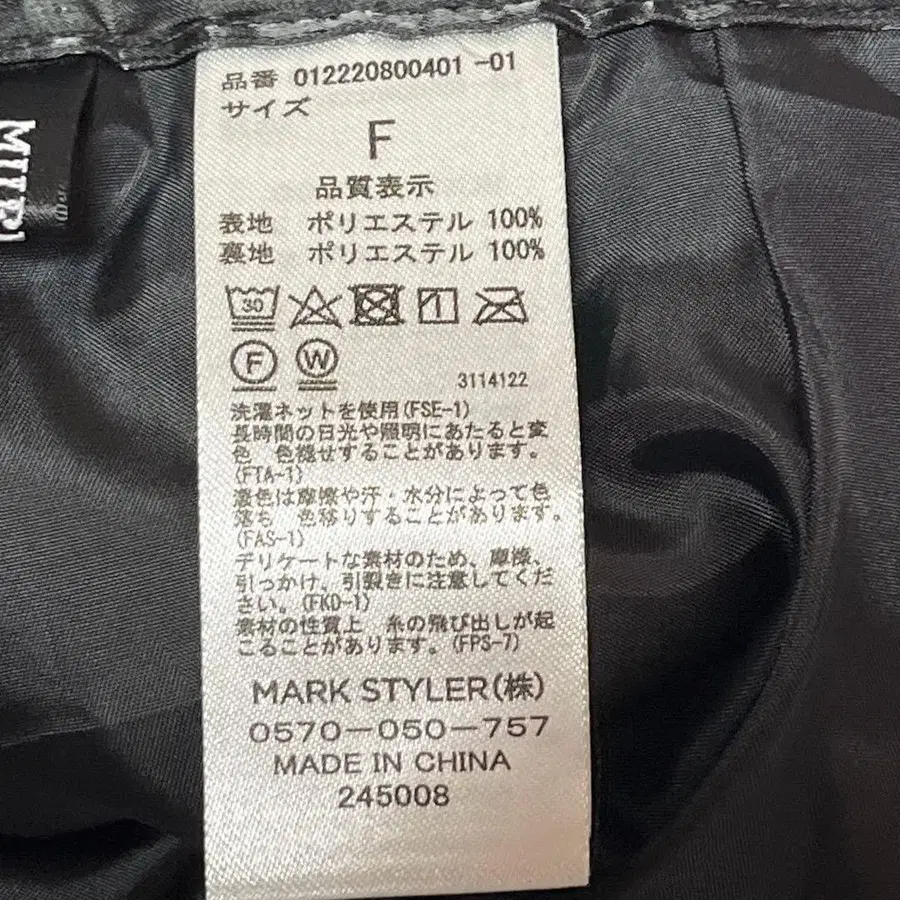 品番 012220800401 -01
サイズ
F
品質表示
表地 ポリエステル 100%
裏地 ポリエステル 100%
30
F W
3114122
洗濯ネットを使用(FSE-1)
長時間の日光や照明にあたると変
色 色褪せすることがあります。
(FTA-1)
濃色は摩擦や汗・水分によって色
落ち 色移りすることがあります。
(FAS-1)
デリケートな素材のため、摩擦、
引っかけ、引裂きに注意してくだ
さい。(FKD-1)
素材の性質上 糸の飛び出しが起
こることがあります。(FPS-7)
MARK STYLER(株)
0570-050-757
MADE IN CHINA
245008